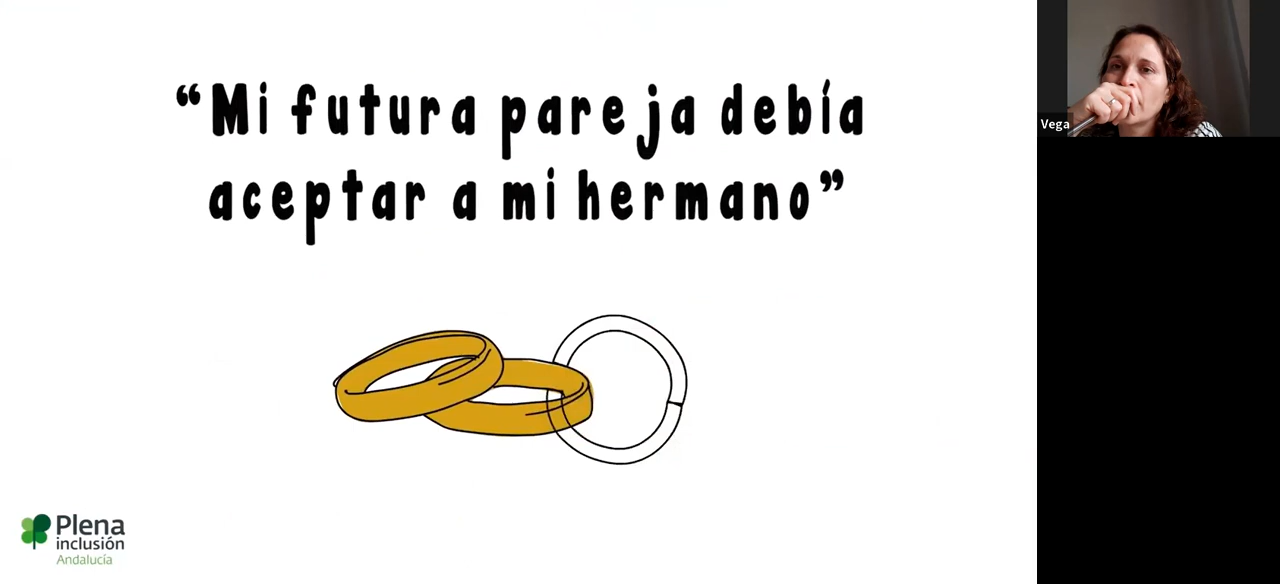 “Mi futura pareja debía
aceptar a mi hermano”
Vega
Plena
inclusión
Andalucía